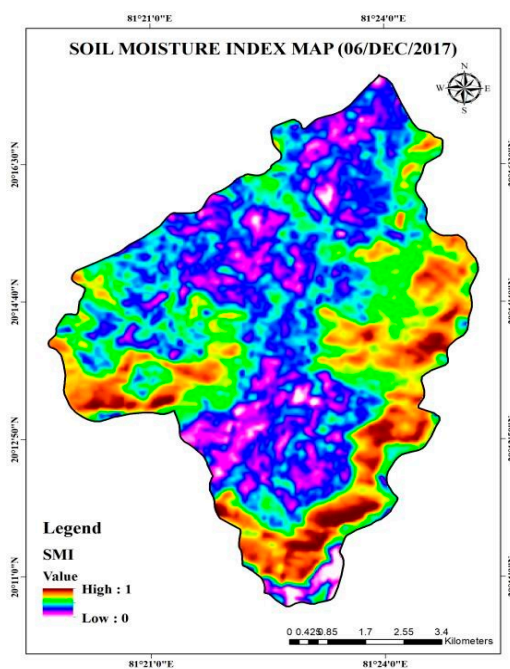 81°21'0"E 81°24'0"E
SOIL MOISTURE INDEX MAP (06/DEC/2017)
N
W E
S
20°16'30"N
20°14'40"N
20°12'50"N
20°11'0"N
Legend
SMI
Value
High : 1
Low : 0
0 0.425 0.85 1.7 2.55 3.4
Kilometers
81°21'0"E 81°24'0"E